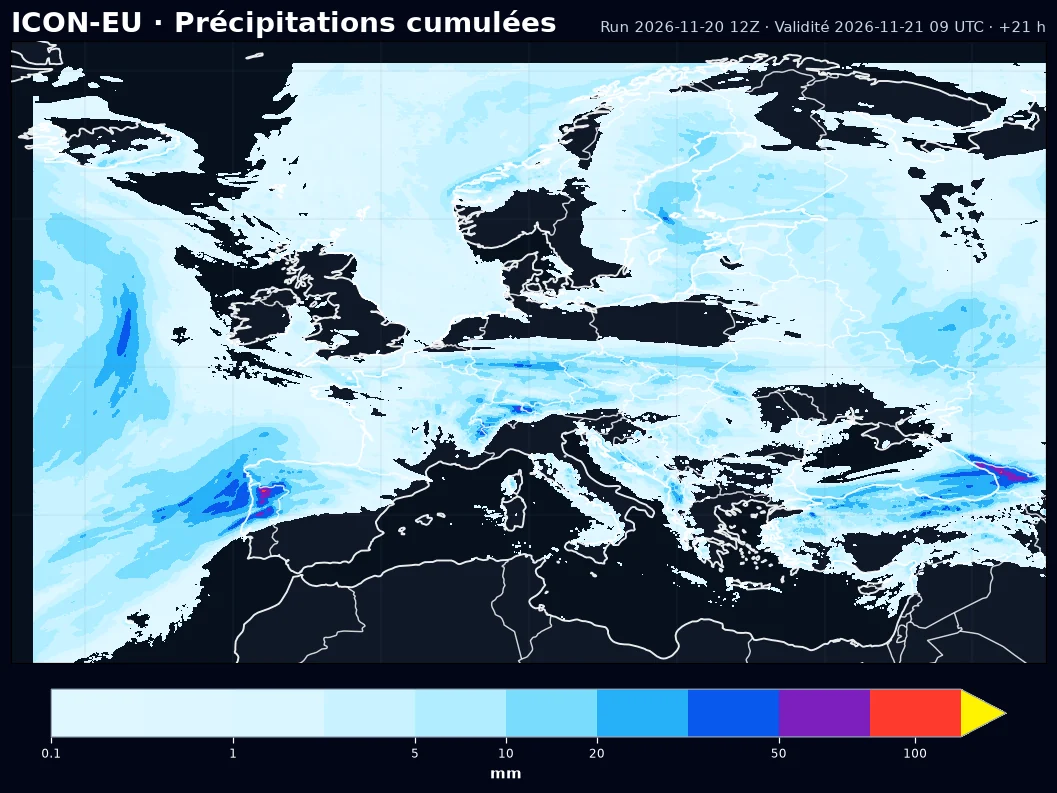 ICON-EU · Précipitations cumulées
Run 2026-11-20 12Z · Validité 2026-11-21 09 UTC · +21 h
0.1 1 5 10 20 50 100
mm